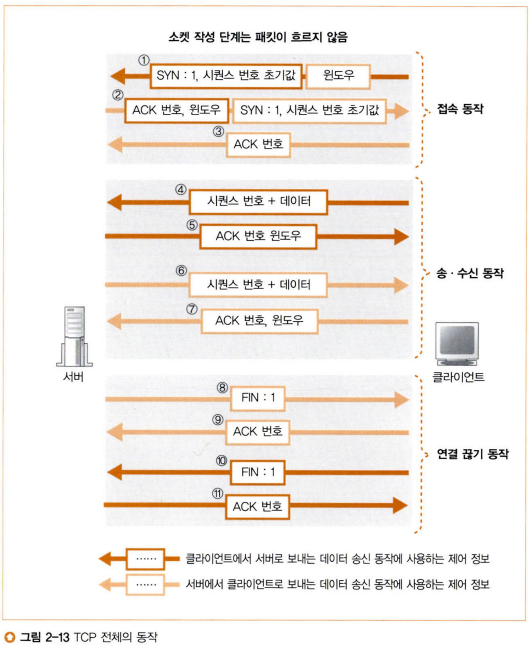 소켓 작성 단계는 패킷이 흐르지 않음
① SYN : 1, 시퀀스 번호 초기값 윈도우
② ACK 번호, 윈도우 SYN : 1, 시퀀스 번호 초기값
③ ACK 번호
접속 동작
④ 시퀀스 번호 + 데이터
⑤ ACK 번호 윈도우
⑥ 시퀀스 번호 + 데이터
⑦ ACK 번호, 윈도우
송 · 수신 동작
서버
클라이언트
⑧ FIN : 1
⑨ ACK 번호
⑩ FIN : 1
⑪ ACK 번호
연결 끊기 동작
…… 클라이언트에서 서버로 보내는 데이터 송신 동작에 사용하는 제어 정보
…… 서버에서 클라이언트로 보내는 데이터 송신 동작에 사용하는 제어 정보
그림 2-13 TCP 전체의 동작